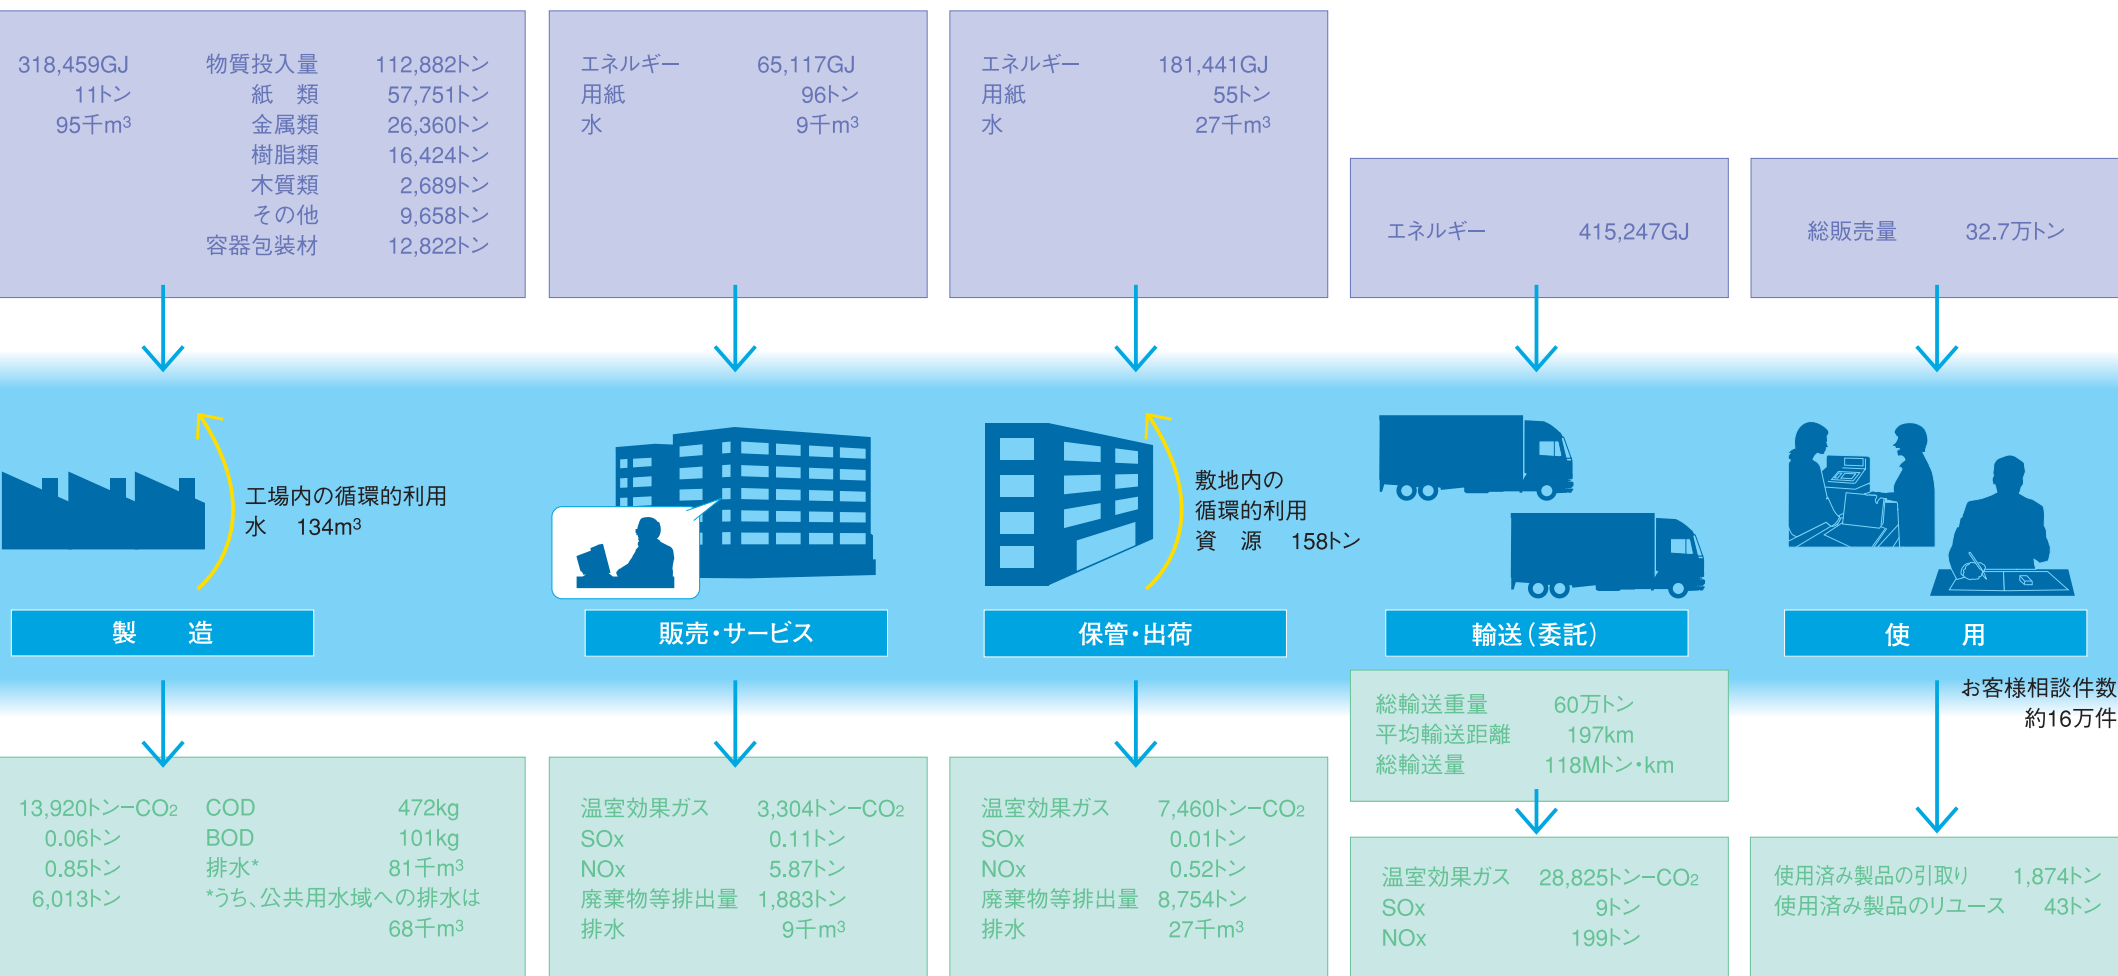 318,459GJ 物質投入量 112,882トン
11トン 紙　類 57,751トン
95千m³ 金属類 26,360トン
樹脂類 16,424トン
木質類 2,689トン
その他 9,658トン
容器包装材 12,822トン
エネルギー 65,117GJ
用紙 96トン
水 9千m³
エネルギー 181,441GJ
用紙 55トン
水 27千m³
エネルギー 415,247GJ
総販売量 32.7万トン
工場内の循環的利用
水　134m³
敷地内の
循環的利用
資　源　158トン
製　造
販売・サービス
保管・出荷
輸送（委託）
使　用
お客様相談件数
約16万件
総輸送重量 60万トン
平均輸送距離 197km
総輸送量 118Mトン・km
13,920トン−CO₂ COD 472kg
0.06トン BOD 101kg
0.85トン 排水* 81千m³
6,013トン *うち、公共用水域への排水は
68千m³
温室効果ガス 3,304トン−CO₂
SOx 0.11トン
NOx 5.87トン
廃棄物等排出量 1,883トン
排水 9千m³
温室効果ガス 7,460トン−CO₂
SOx 0.01トン
NOx 0.52トン
廃棄物等排出量 8,754トン
排水 27千m³
温室効果ガス 28,825トン−CO₂
SOx 9トン
NOx 199トン
使用済み製品の引取り 1,874トン
使用済み製品のリユース 43トン